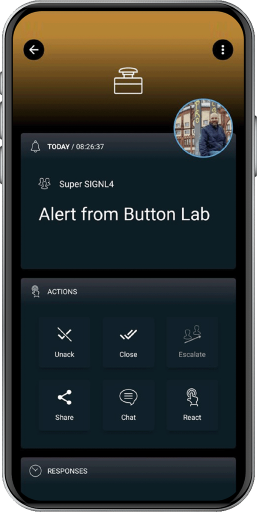 TODAY / 08:26:37
Super SIGNL4
Alert from Button Lab
ACTIONS
Unack Close Escalate
Share Chat React
RESPONSES